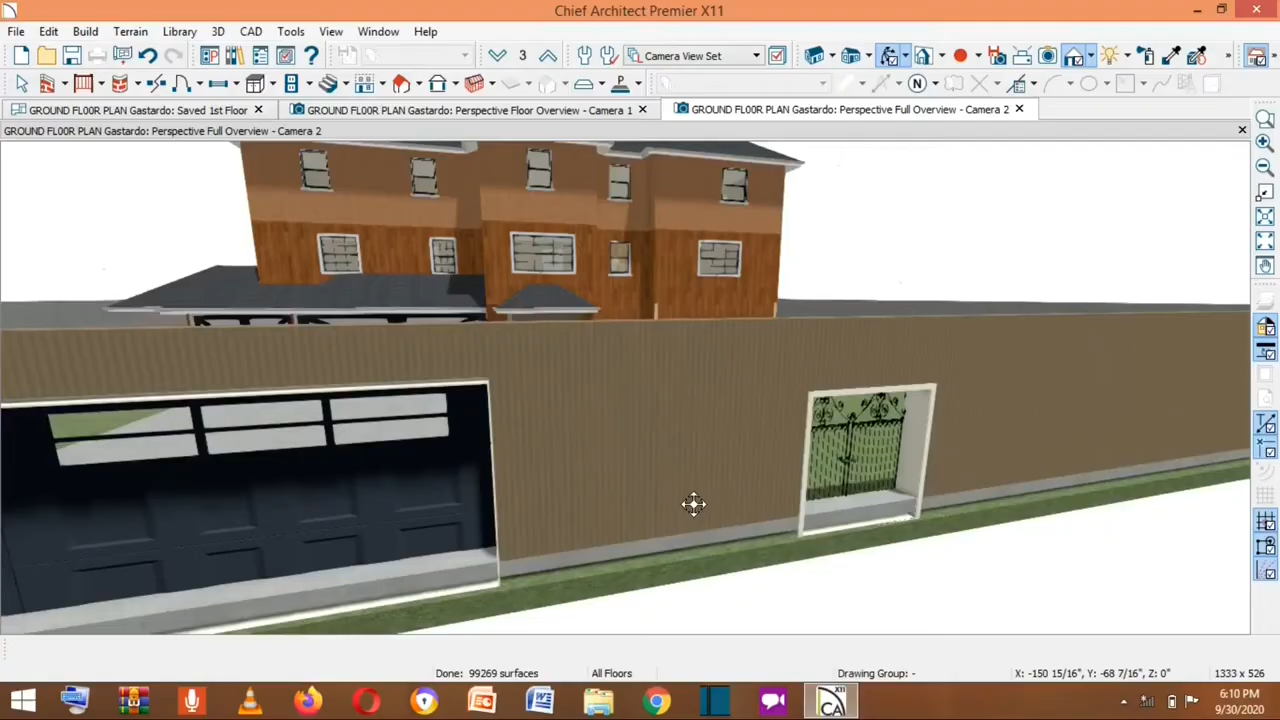 Chief Architect Premier X11
File Edit Build Terrain Library 3D CAD Tools View Window Help
3 Camera View Set
N
GROUND FL00R PLAN Gastardo: Saved 1st Floor
GROUND FL00R PLAN Gastardo: Perspective Floor Overview - Camera 1
GROUND FL00R PLAN Gastardo: Perspective Full Overview - Camera 2
GROUND FL00R PLAN Gastardo: Perspective Full Overview - Camera 2
Done: 99269 surfaces All Floors Drawing Group: - X: -150 15/16", Y: -68 7/16", Z: 0" 1333 x 526
X11
CA
6:10 PM
9/30/2020